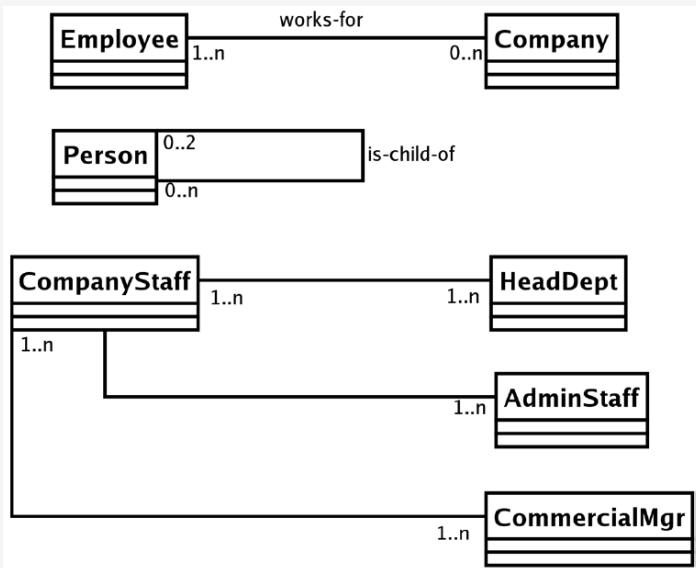 works-for
Employee
Company
1..n
0..n
Person
0..2
is-child-of
0..n
CompanyStaff
HeadDept
1..n
1..n
1..n
AdminStaff
1..n
CommercialMgr
1..n